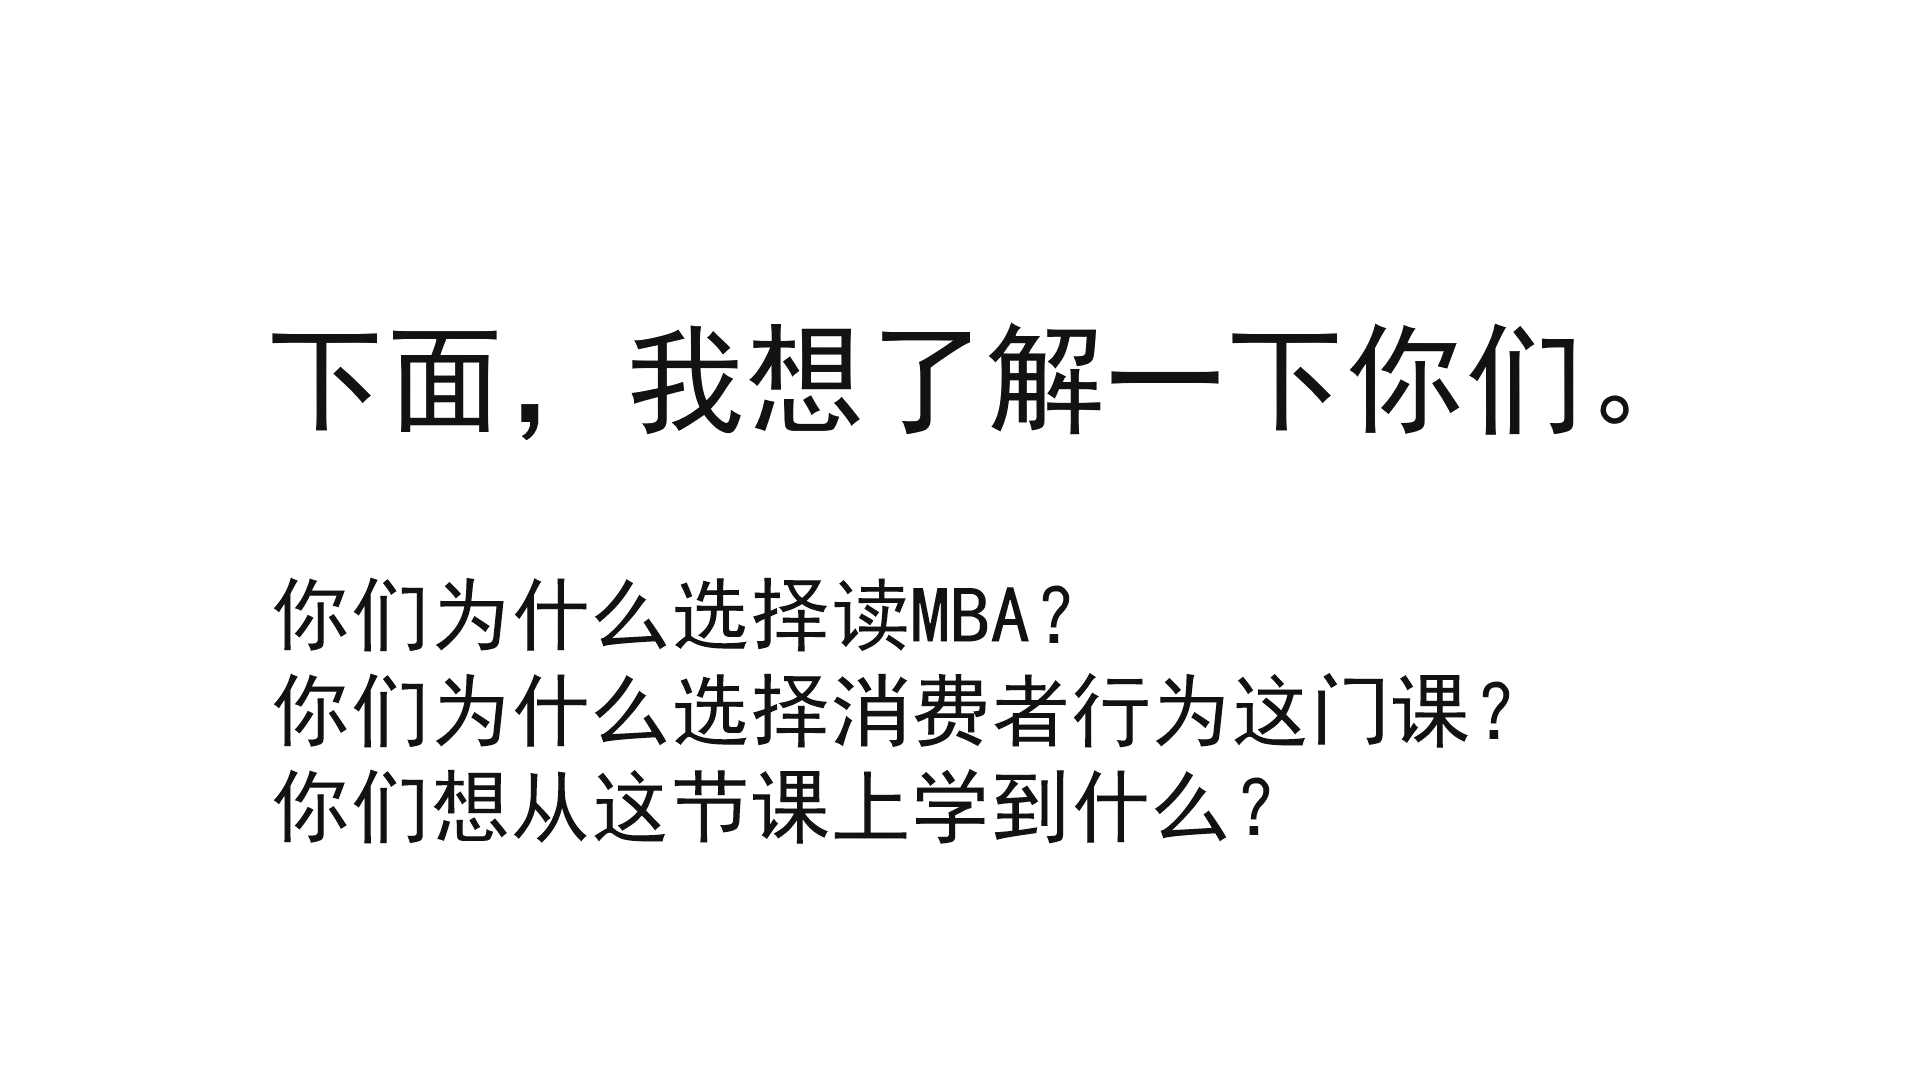 下面，我想了解一下你们。
你们为什么选择读MBA？
你们为什么选择消费者行为这门课？
你们想从这节课上学到什么？